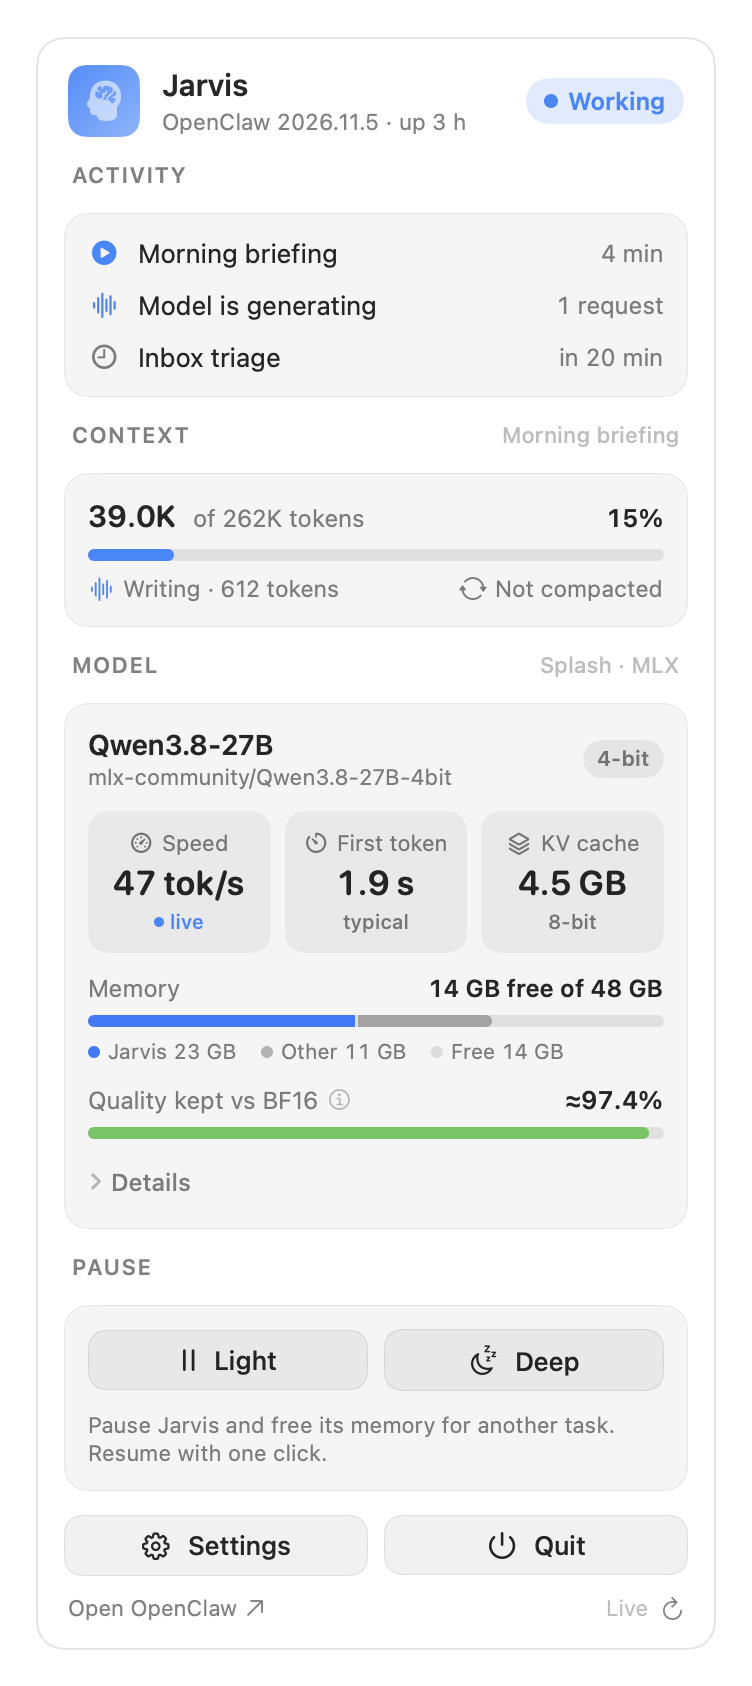 Jarvis
OpenClaw 2026.11.5 · up 3 h
Working
ACTIVITY
Morning briefing 4 min
Model is generating 1 request
Inbox triage in 20 min
CONTEXT Morning briefing
39.0K of 262K tokens 15%
Writing · 612 tokens Not compacted
MODEL Splash · MLX
Qwen3.8-27B
mlx-community/Qwen3.8-27B-4bit
4-bit
Speed First token KV cache
47 tok/s 1.9 s 4.5 GB
live typical 8-bit
Memory 14 GB free of 48 GB
Jarvis 23 GB Other 11 GB Free 14 GB
Quality kept vs BF16 ≈97.4%
Details
PAUSE
Light Deep
Pause Jarvis and free its memory for another task.
Resume with one click.
Settings Quit
Open OpenClaw Live